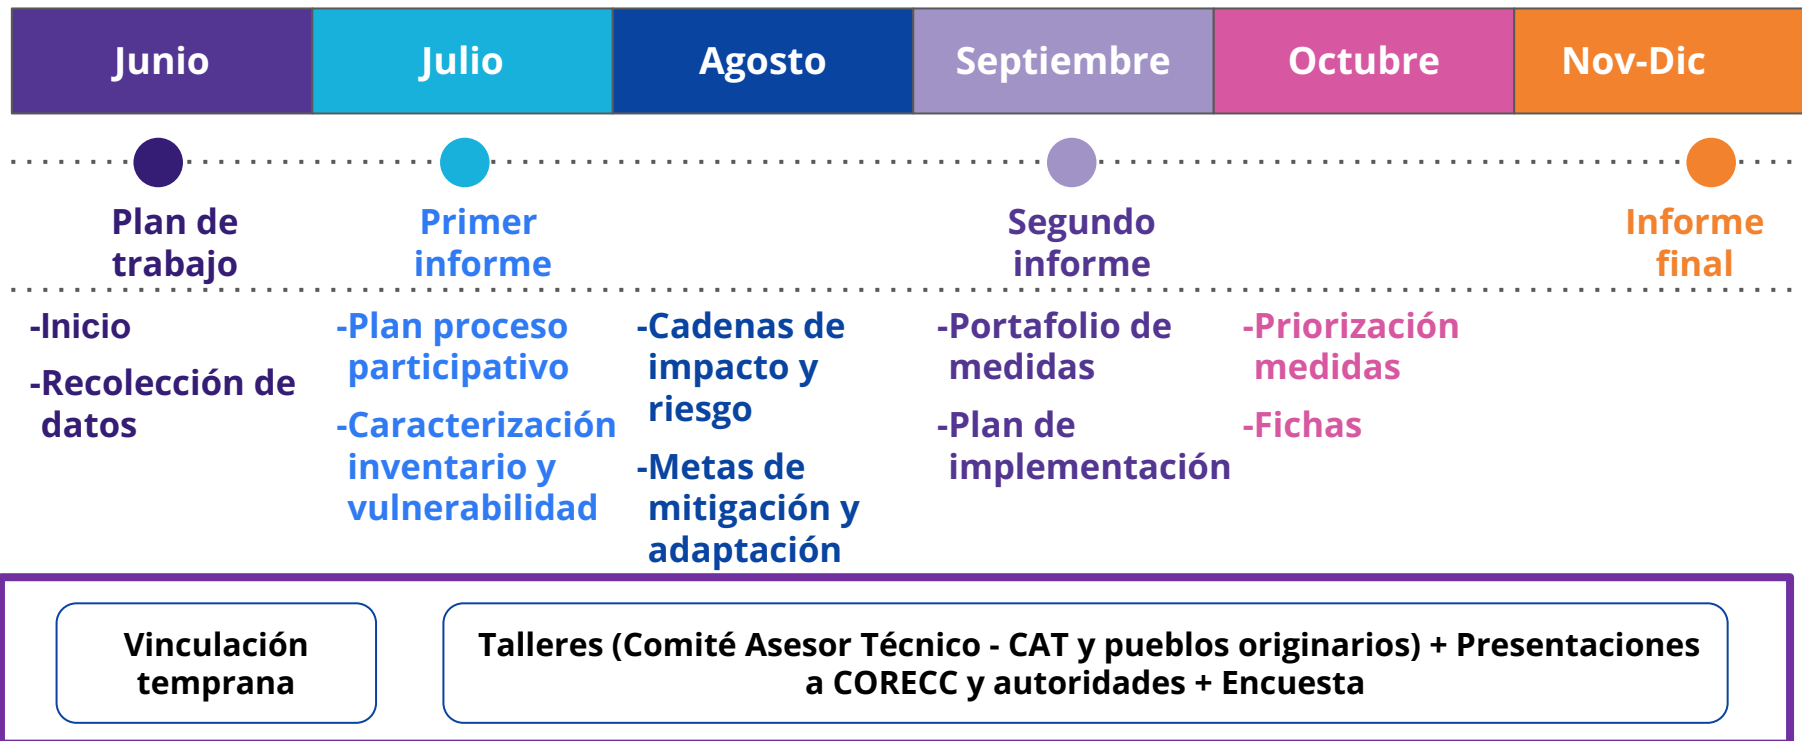 Junio
Julio
Agosto
Septiembre
Octubre
Nov-Dic
Plan de
trabajo
Primer
informe
Segundo
informe
Informe
final
-Inicio
-Recolección de
datos
-Plan proceso
participativo
-Caracterización
inventario y
vulnerabilidad
-Cadenas de
impacto y
riesgo
-Metas de
mitigación y
adaptación
-Portafolio de
medidas
-Plan de
implementación
-Priorización
medidas
-Fichas
Vinculación
temprana
Talleres (Comité Asesor Técnico - CAT y pueblos originarios) + Presentaciones
a CORECC y autoridades + Encuesta